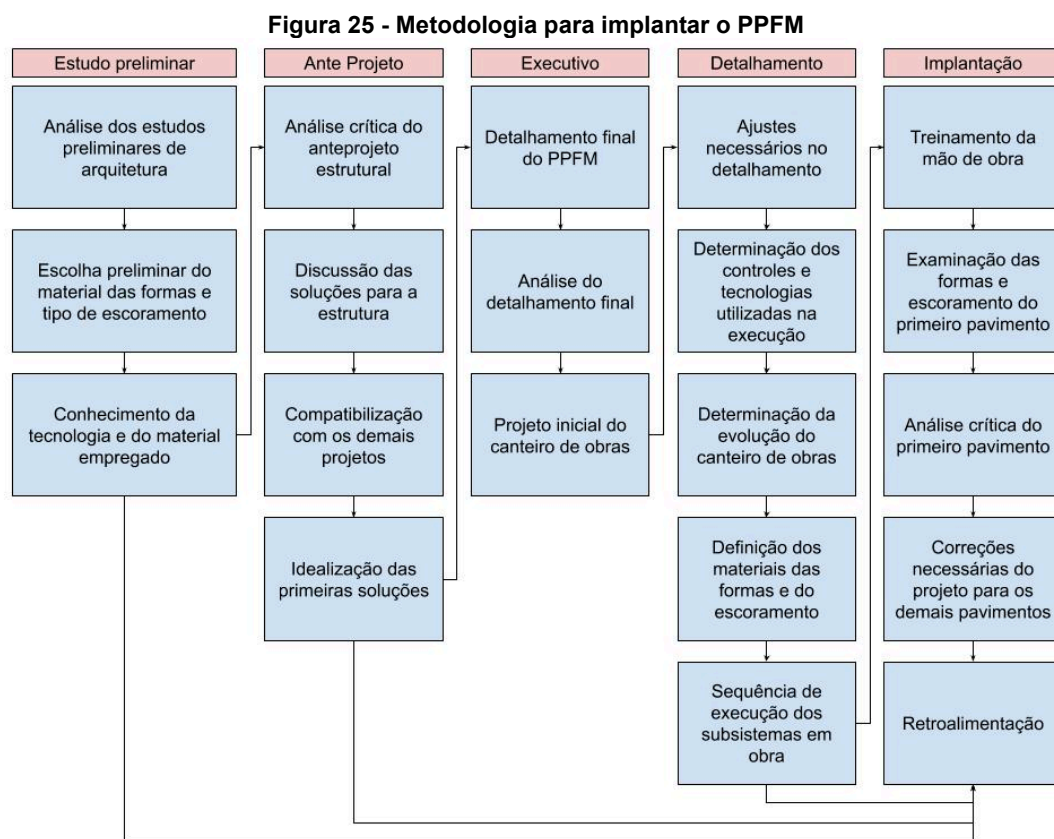 Figura 25 - Metodologia para implantar o PPFM
Estudo preliminar
Análise dos estudos
preliminares de
arquitetura
Escolha preliminar do
material das formas e
tipo de escoramento
Conhecimento da
tecnologia e do material
empregado
Ante Projeto
Análise crítica do
anteprojeto
estrutural
Discussão das
soluções para a
estrutura
Compatibilização
com os demais
projetos
Idealização das
primeiras soluções
Executivo
Detalhamento final
do PPFM
Análise do
detalhamento final
Projeto inicial do
canteiro de obras
Detalhamento
Ajustes
necessários no
detalhamento
Determinação dos
controles e
tecnologias
utilizadas na
execução
Determinação da
evolução do
canteiro de obras
Definição dos
materiais das
formas e do
escoramento
Sequência de
execução dos
subsistemas em
obra
Implantação
Treinamento da
mão de obra
Examinação das
formas e
escoramento do
primeiro pavimento
Análise crítica do
primeiro pavimento
Correções
necessárias do
projeto para os
demais pavimentos
Retroalimentação